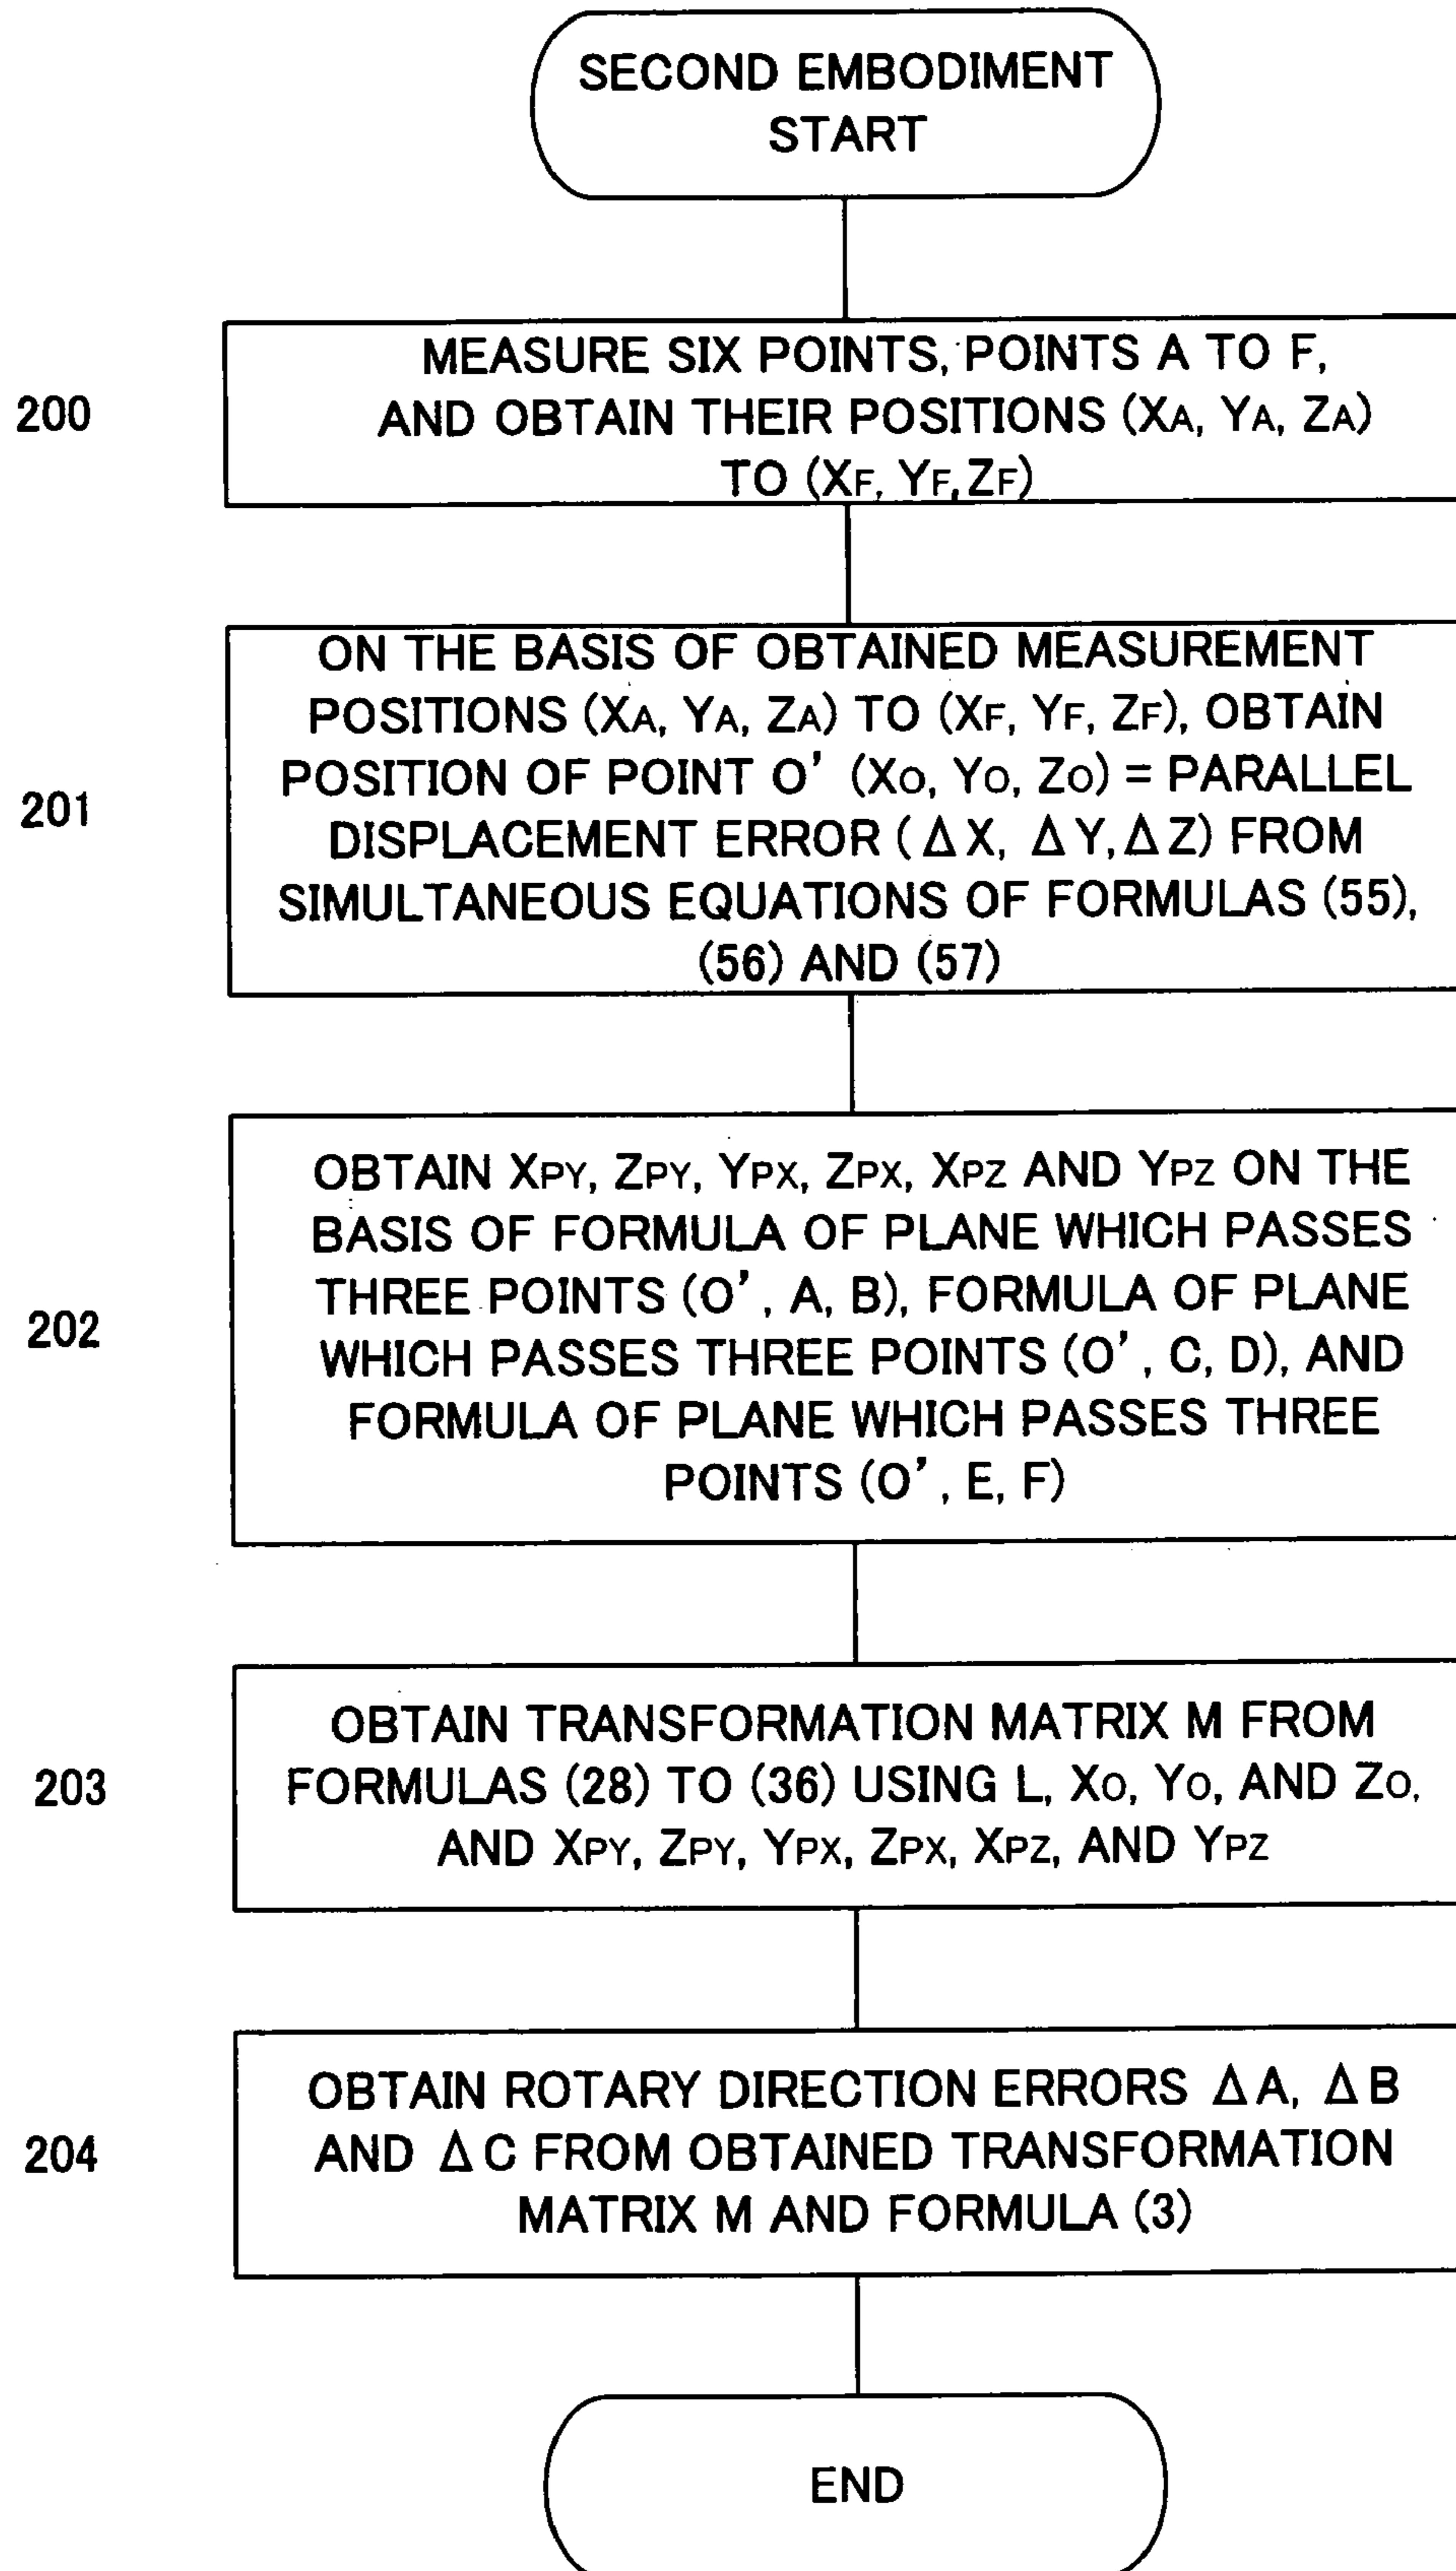 SECOND EMBODIMENT
START
200
MEASURE SIX POINTS, POINTS A TO F,
AND OBTAIN THEIR POSITIONS (XA, YA, ZA)
TO (XF, YF, ZF)
201
ON THE BASIS OF OBTAINED MEASUREMENT
POSITIONS (XA, YA, ZA) TO (XF, YF, ZF), OBTAIN
POSITION OF POINT O' (XO, YO, ZO) = PARALLEL
DISPLACEMENT ERROR (ΔX, ΔY, ΔZ) FROM
SIMULTANEOUS EQUATIONS OF FORMULAS (55),
(56) AND (57)
202
OBTAIN XPY, ZPY, YPX, ZPX, XPZ AND YPZ ON THE
BASIS OF FORMULA OF PLANE WHICH PASSES
THREE POINTS (O', A, B), FORMULA OF PLANE
WHICH PASSES THREE POINTS (O', C, D), AND
FORMULA OF PLANE WHICH PASSES THREE
POINTS (O', E, F)
203
OBTAIN TRANSFORMATION MATRIX M FROM
FORMULAS (28) TO (36) USING L, XO, YO, AND ZO,
AND XPY, ZPY, YPX, ZPX, XPZ, AND YPZ
204
OBTAIN ROTARY DIRECTION ERRORS ΔA, ΔB
AND ΔC FROM OBTAINED TRANSFORMATION
MATRIX M AND FORMULA (3)
END